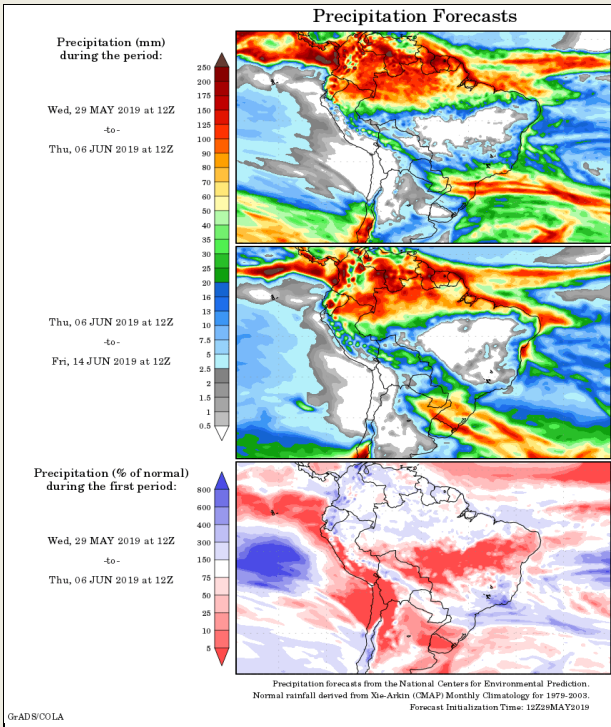 Precipitation Forecasts
Precipitation (mm)
during the period:
Wed, 29 MAY 2019 at 12Z
-to-
Thu, 06 JUN 2019 at 12Z
250
200
175
150
125
100
90
80
70
60
50
40
35
30
25
20
16
13
10
7.5
5
2.5
2
1.5
1
0.5
Thu, 06 JUN 2019 at 12Z
-to-
Fri, 14 JUN 2019 at 12Z
Precipitation (% of normal)
during the first period:
Wed, 29 MAY 2019 at 12Z
-to-
Thu, 06 JUN 2019 at 12Z
800
600
400
300
150
75
50
25
10
5
Precipitation forecasts from the National Centers for Environmental Prediction.
Normal rainfall derived from Xie-Arkin (CMAP) Monthly Climatology for 1979-2003.
Forecast Initialization Time: 12Z29MAY2019
GrADS/COLA